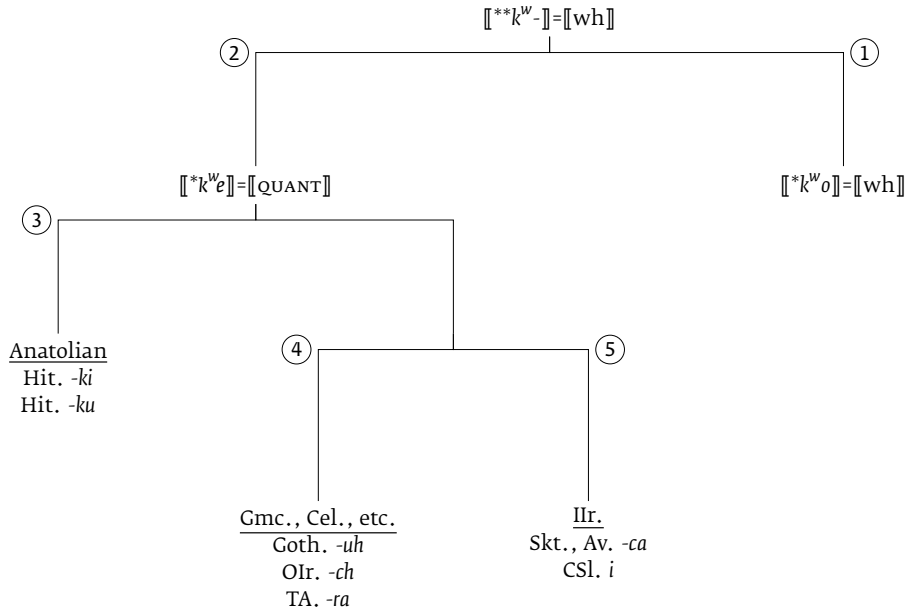 ⟦**kʷ-⟧=⟦wh⟧
② ①
⟦*kʷe⟧=⟦QUANT⟧ ⟦*kʷo⟧=⟦wh⟧
③
Anatolian
Hit. -ki
Hit. -ku
④ ⑤
Gmc., Cel., etc.
Goth. -uh
OIr. -ch
TA. -ra
IIr.
Skt., Av. -ca
CSl. i